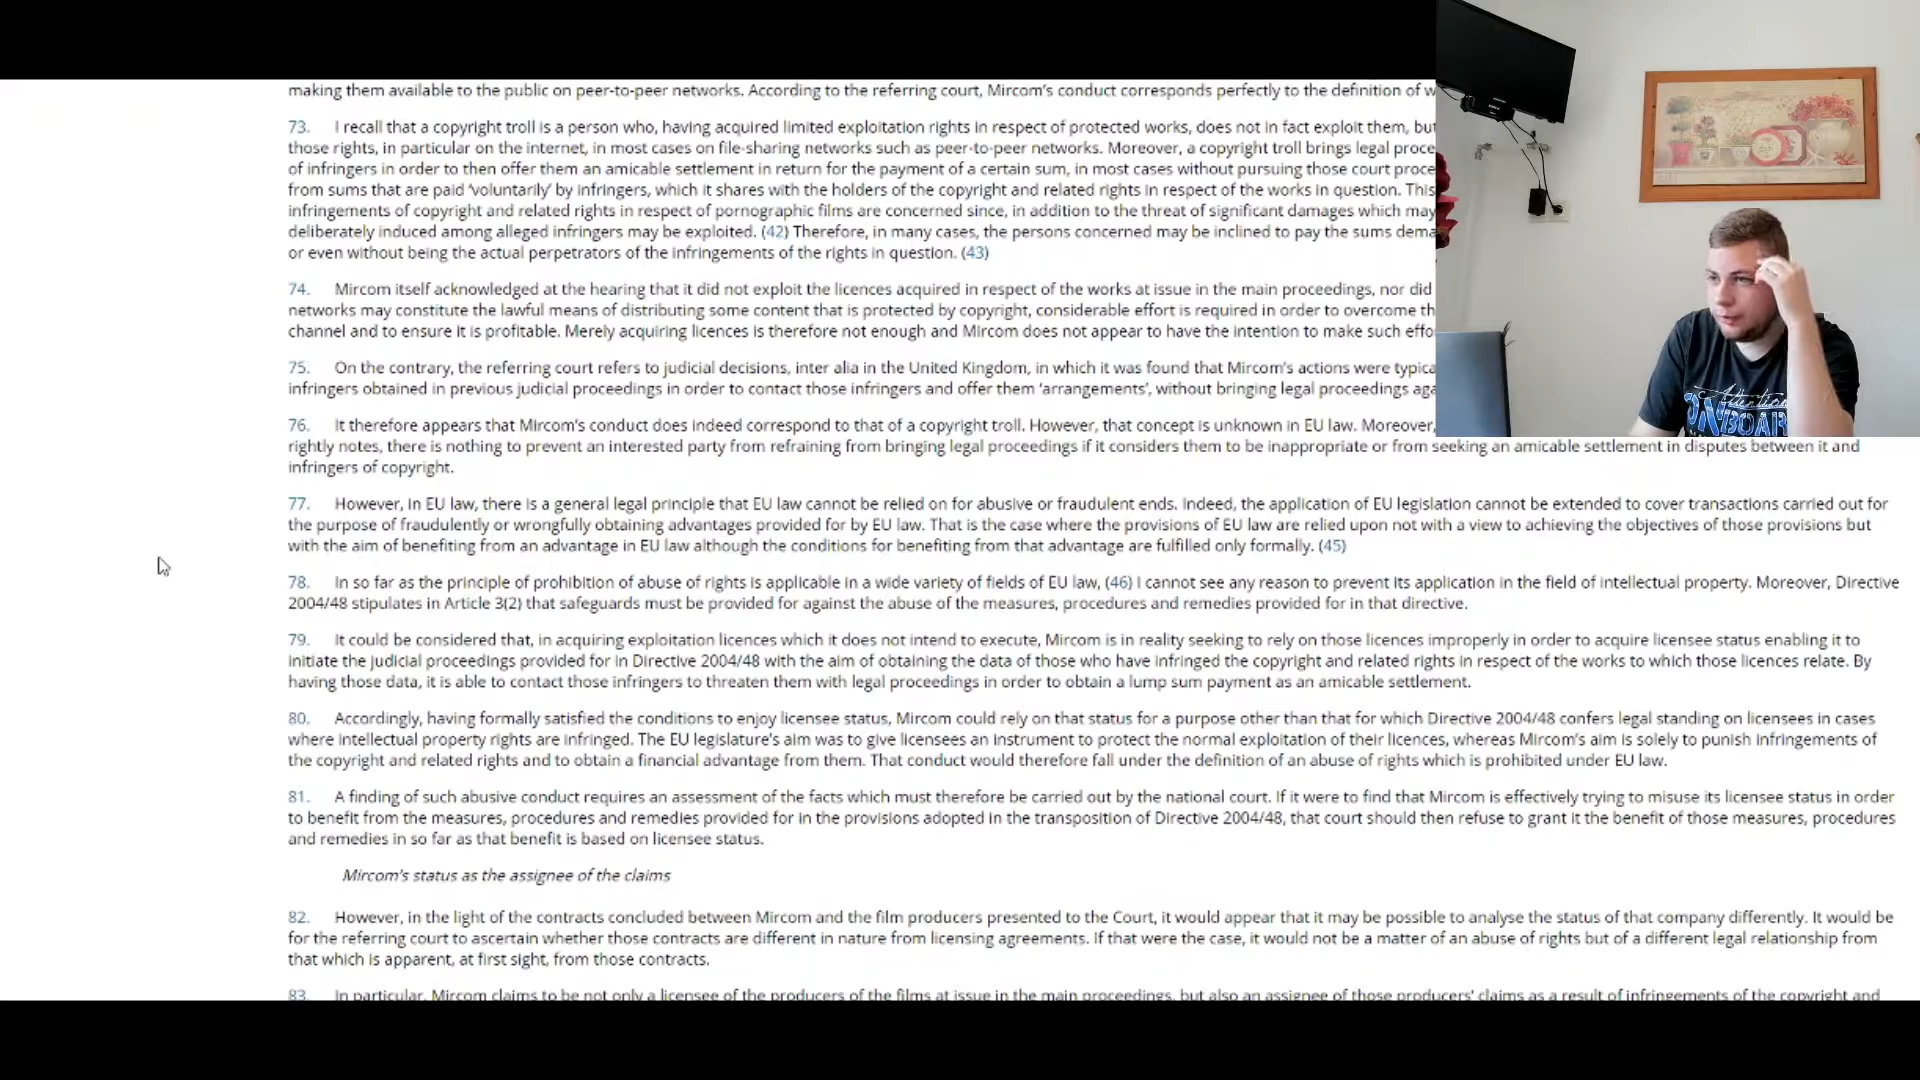 making them available to the public on peer-to-peer networks. According to the referring court, Mircom's conduct corresponds perfectly to the definition of w
73. I recall that a copyright troll is a person who, having acquired limited exploitation rights in respect of protected works, does not in fact exploit them, but
those rights, in particular on the internet, in most cases on file-sharing networks such as peer-to-peer networks. Moreover, a copyright troll brings legal proce
of infringers in order to then offer them an amicable settlement in return for the payment of a certain sum, in most cases without pursuing those court proce
from sums that are paid 'voluntarily' by infringers, which it shares with the holders of the copyright and related rights in respect of the works in question. This
infringements of copyright and related rights in respect of pornographic films are concerned since, in addition to the threat of significant damages which may
deliberately induced among alleged infringers may be exploited. (42) Therefore, in many cases, the persons concerned may be inclined to pay the sums dema
or even without being the actual perpetrators of the infringements of the rights in question. (43)
74. Mircom itself acknowledged at the hearing that it did not exploit the licences acquired in respect of the works at issue in the main proceedings, nor did
networks may constitute the lawful means of distributing some content that is protected by copyright, considerable effort is required in order to overcome th
channel and to ensure it is profitable. Merely acquiring licences is therefore not enough and Mircom does not appear to have the intention to make such effo
75. On the contrary, the referring court refers to judicial decisions, inter alia in the United Kingdom, in which it was found that Mircom's actions were typica
infringers obtained in previous judicial proceedings in order to contact those infringers and offer them 'arrangements', without bringing legal proceedings aga
76. It therefore appears that Mircom's conduct does indeed correspond to that of a copyright troll. However, that concept is unknown in EU law. Moreover,
rightly notes, there is nothing to prevent an interested party from refraining from bringing legal proceedings if it considers them to be inappropriate or from seeking an amicable settlement in disputes between it and
infringers of copyright.
77. However, in EU law, there is a general legal principle that EU law cannot be relied on for abusive or fraudulent ends. Indeed, the application of EU legislation cannot be extended to cover transactions carried out for
the purpose of fraudulently or wrongfully obtaining advantages provided for by EU law. That is the case where the provisions of EU law are relied upon not with a view to achieving the objectives of those provisions but
with the aim of benefiting from an advantage in EU law although the conditions for benefiting from that advantage are fulfilled only formally. (45)
78. In so far as the principle of prohibition of abuse of rights is applicable in a wide variety of fields of EU law, (46) I cannot see any reason to prevent its application in the field of intellectual property. Moreover, Directive
2004/48 stipulates in Article 3(2) that safeguards must be provided for against the abuse of the measures, procedures and remedies provided for in that directive.
79. It could be considered that, in acquiring exploitation licences which it does not intend to execute, Mircom is in reality seeking to rely on those licences improperly in order to acquire licensee status enabling it to
initiate the judicial proceedings provided for in Directive 2004/48 with the aim of obtaining the data of those who have infringed the copyright and related rights in respect of the works to which those licences relate. By
having those data, it is able to contact those infringers to threaten them with legal proceedings in order to obtain a lump sum payment as an amicable settlement.
80. Accordingly, having formally satisfied the conditions to enjoy licensee status, Mircom could rely on that status for a purpose other than that for which Directive 2004/48 confers legal standing on licensees in cases
where intellectual property rights are infringed. The EU legislature's aim was to give licensees an instrument to protect the normal exploitation of their licences, whereas Mircom's aim is solely to punish infringements of
the copyright and related rights and to obtain a financial advantage from them. That conduct would therefore fall under the definition of an abuse of rights which is prohibited under EU law.
81. A finding of such abusive conduct requires an assessment of the facts which must therefore be carried out by the national court. If it were to find that Mircom is effectively trying to misuse its licensee status in order
to benefit from the measures, procedures and remedies provided for in the provisions adopted in the transposition of Directive 2004/48, that court should then refuse to grant it the benefit of those measures, procedures
and remedies in so far as that benefit is based on licensee status.
Mircom's status as the assignee of the claims
82. However, in the light of the contracts concluded between Mircom and the film producers presented to the Court, it would appear that it may be possible to analyse the status of that company differently. It would be
for the referring court to ascertain whether those contracts are different in nature from licensing agreements. If that were the case, it would not be a matter of an abuse of rights but of a different legal relationship from
that which is apparent, at first sight, from those contracts.
83. In particular, Mircom claims to be not only a licensee of the producers of the films at issue in the main proceedings, but also an assignee of those producers' claims as a result of infringements of the copyright and
Attention
ONBOAR